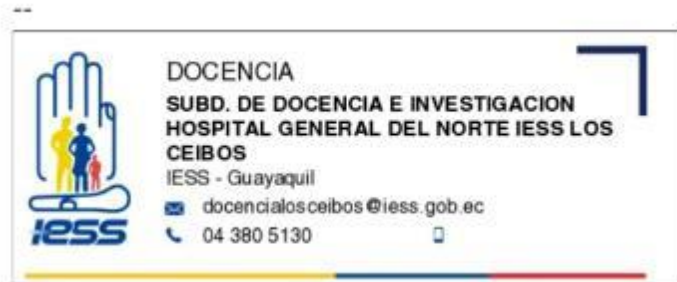 --
DOCENCIA
SUBD. DE DOCENCIA E INVESTIGACION
HOSPITAL GENERAL DEL NORTE IESS LOS
CEIBOS
IESS - Guayaquil
docencialosceibos@iess.gob.ec
04 380 5130
iess